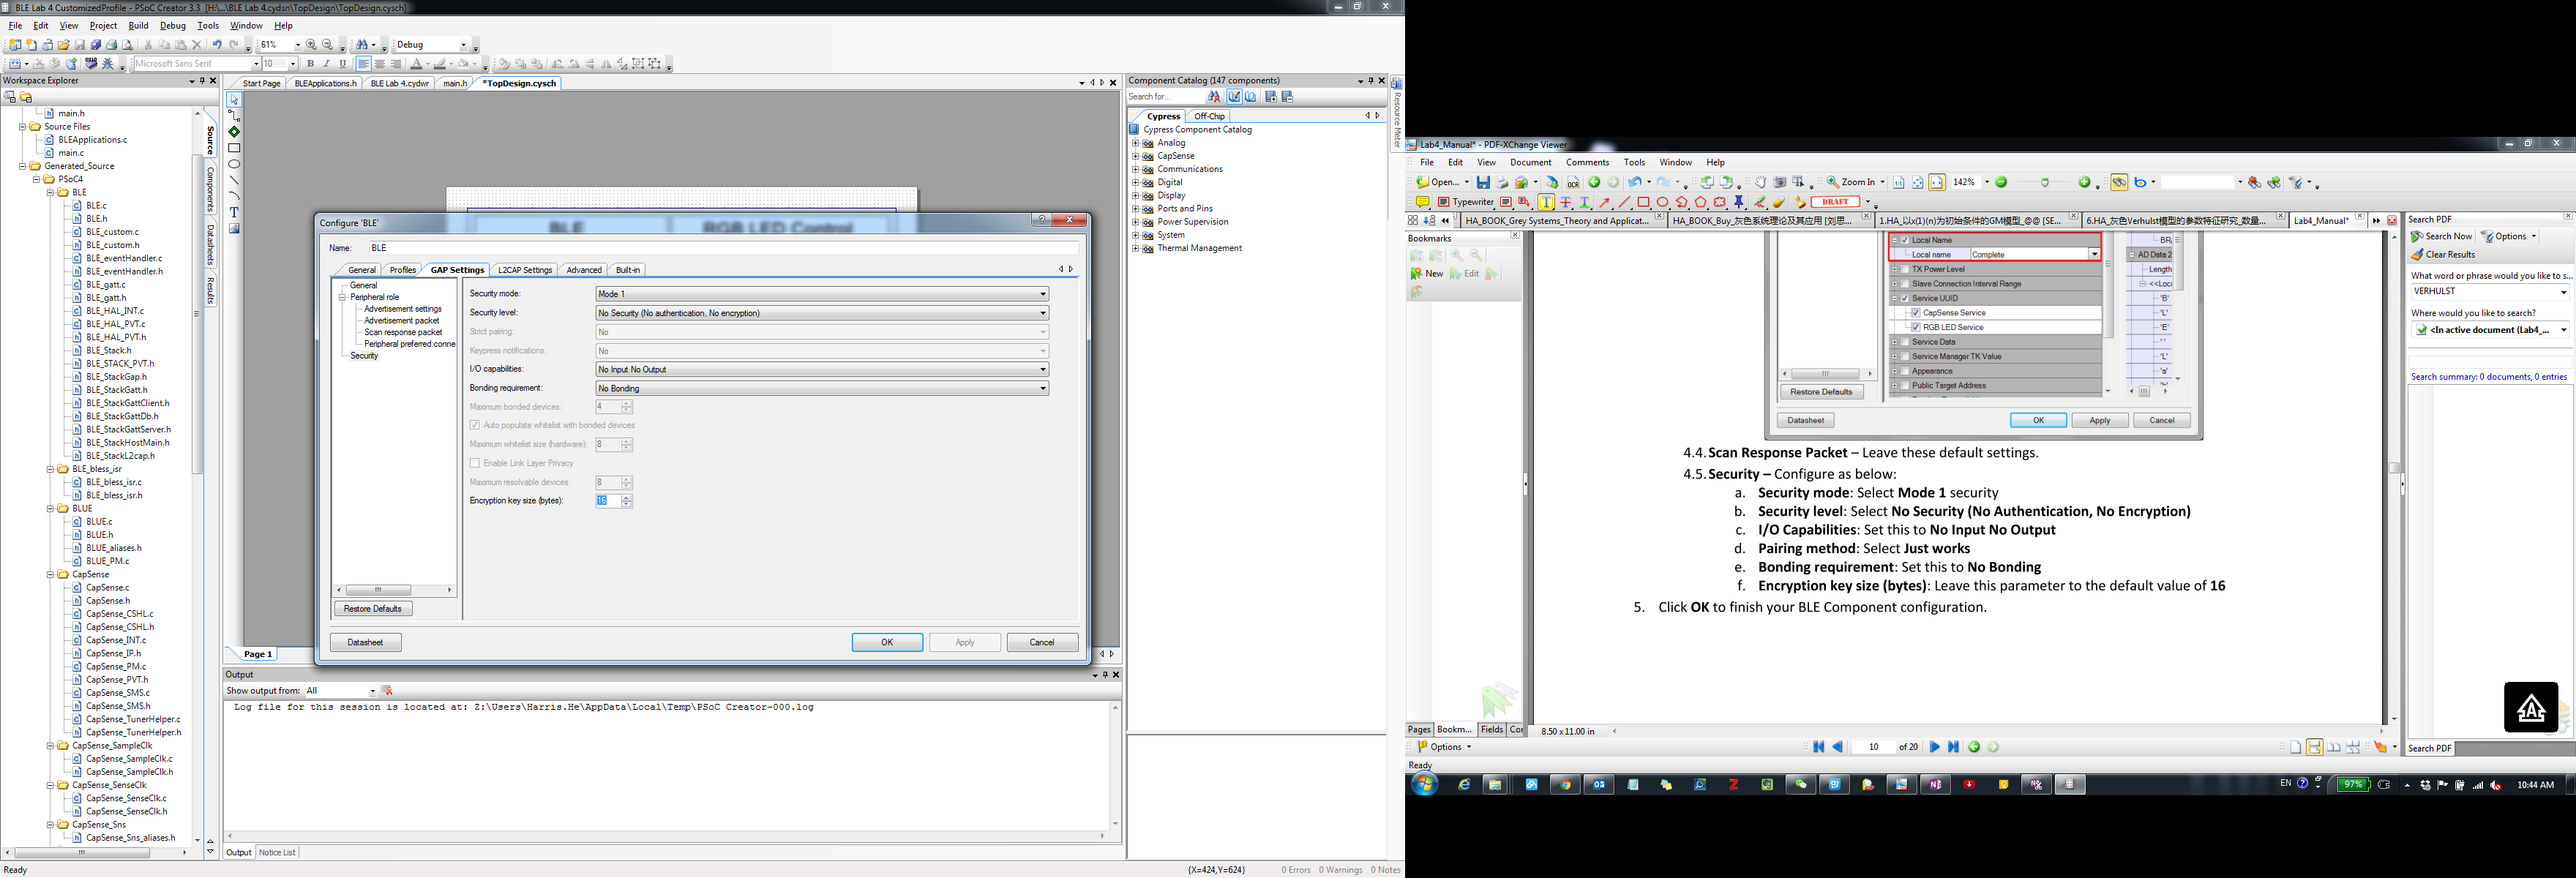 BLE Lab 4 CustomizedProfile - PSoC Creator 3.3 [H:\...\BLE Lab 4.cydsn\TopDesign\TopDesign.cysch]
File Edit View Project Build Debug Tools Window Help
61% Debug
Microsoft Sans Serif 10 B I U
Workspace Explorer
main.h
Source Files
BLEApplications.c
main.c
Generated_Source
PSoC4
BLE
BLE.c
BLE.h
BLE_custom.c
BLE_custom.h
BLE_eventHandler.c
BLE_eventHandler.h
BLE_gatt.c
BLE_gatt.h
BLE_HAL_INT.c
BLE_HAL_PVT.c
BLE_HAL_PVT.h
BLE_Stack.h
BLE_STACK_PVT.h
BLE_StackGap.h
BLE_StackGatt.h
BLE_StackGattClient.h
BLE_StackGattDb.h
BLE_StackGattServer.h
BLE_StackHostMain.h
BLE_StackL2cap.h
BLE_bless_isr
BLE_bless_isr.c
BLE_bless_isr.h
BLUE
BLUE.c
BLUE.h
BLUE_aliases.h
BLUE_PM.c
CapSense
CapSense.c
CapSense.h
CapSense_CSHL.c
CapSense_CSHL.h
CapSense_INT.c
CapSense_IP.h
CapSense_PM.c
CapSense_PVT.h
CapSense_SMS.c
CapSense_SMS.h
CapSense_TunerHelper.c
CapSense_TunerHelper.h
CapSense_SampleClk
CapSense_SampleClk.c
CapSense_SampleClk.h
CapSense_SenseClk
CapSense_SenseClk.c
CapSense_SenseClk.h
CapSense_Sns
CapSense_Sns_aliases.h
Source
Components
Datasheets
Results
Ready
Start Page BLEApplications.h BLE Lab 4.cydwr main.h *TopDesign.cysch
BLE RGB LED Control
Configure 'BLE'
Name: BLE
General Profiles GAP Settings L2CAP Settings Advanced Built-in
General
Peripheral role
Advertisement settings
Advertisement packet
Scan response packet
Peripheral preferred conne
Security
Restore Defaults
Security mode: Mode 1
Security level: No Security (No authentication, No encryption)
Strict pairing: No
Keypress notifications: No
I/O capabilities: No Input No Output
Bonding requirement: No Bonding
Maximum bonded devices: 4
Auto populate whitelist with bonded devices
Maximum whitelist size (hardware): 8
Enable Link Layer Privacy
Maximum resolvable devices: 8
Encryption key size (bytes): 16
Datasheet OK Apply Cancel
Page 1
Output
Show output from: All
Log file for this session is located at: Z:\Users\Harris.He\AppData\Local\Temp\PSoC Creator-000.log
Output Notice List
{X=424,Y=624} 0 Errors 0 Warnings 0 Notes
Component Catalog (147 components)
Search for...
Cypress Off-Chip
Cypress Component Catalog
Analog
CapSense
Communications
Digital
Display
Ports and Pins
Power Supervision
System
Thermal Management
Resource Meter
Lab4_Manual* - PDF-XChange Viewer
File Edit View Document Comments Tools Window Help
Open... OCR Zoom In 142%
Typewriter DRAFT
HA_BOOK_Grey Systems_Theory and Applicat... HA_BOOK_Buy_灰色系统理论及其应用 [刘思... 1.HA_以x(1)(n)为初始条件的GM模型_@@ [SE... 6.HA_灰色Verhulst模型的参数特征研究_数量... Lab4_Manual*
Bookmarks
New Edit
Local Name
Local name Complete
TX Power Level
Slave Connection Interval Range
Service UUID
CapSense Service
RGB LED Service
Service Data
Service Manager TK Value
Appearance
Public Target Address
AD Data 2
Length
<<Loc
'B'
'L'
'E'
' '
'L'
'a'
Restore Defaults
Datasheet OK Apply Cancel
4.4. Scan Response Packet – Leave these default settings.
4.5. Security – Configure as below:
a. Security mode: Select Mode 1 security
b. Security level: Select No Security (No Authentication, No Encryption)
c. I/O Capabilities: Set this to No Input No Output
d. Pairing method: Select Just works
e. Bonding requirement: Set this to No Bonding
f. Encryption key size (bytes): Leave this parameter to the default value of 16
5. Click OK to finish your BLE Component configuration.
Search PDF
Search Now Options
Clear Results
What word or phrase would you like to s...
VERHULST
Where would you like to search?
<In active document (Lab4_...
Search summary: 0 documents, 0 entries
Pages Bookm... Fields Cor
8.50 x 11.00 in
Options 10 of 20
Search PDF
Ready
EN 97% 10:44 AM